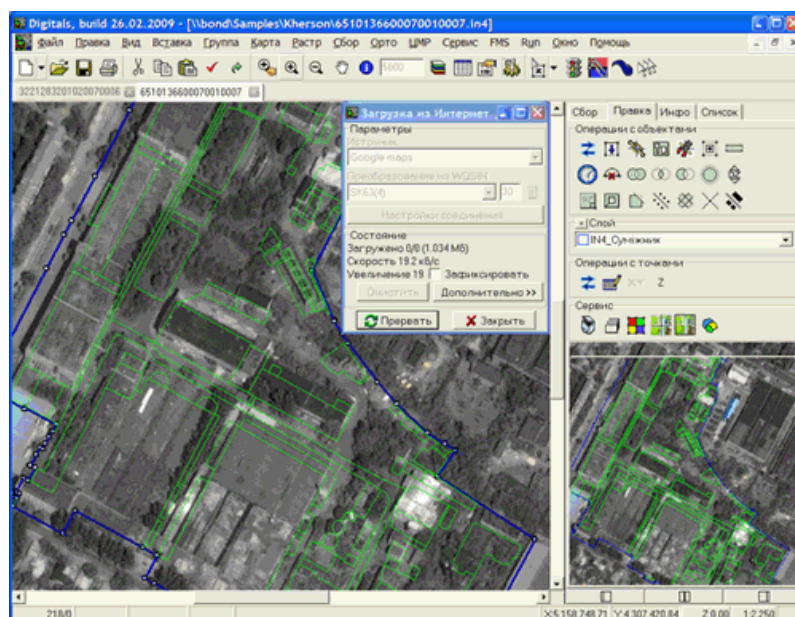 Digitals, build 26.02.2009 - [\\bond\Samples\Kherson\6510136600070010007.in4]
Файл Правка Вид Вставка Группа Карта Растр Сбор Орто ЦМР Сервис FMS Run Окно Помощь
5000
3221283201020070006 6510136600070010007
Загрузка из Интернет
Параметры
Источник
Google maps
Преобразование из WGS84
SK63(4) 30
Настройки соединения
Состояние
Загружено 0/0 (1.034 Мб)
Скорость 19.2 кб/с
Увеличение 19 Зафиксировать
Очистить Дополнительно >>
Прервать Закрыть
Сбор Правка Инфо Список
Операции с объектами
Слой
IN4_Суміжник
Операции с точками
X-Y Z
Сервис
218/0 X:5 158 748.71 Y:4 307 420.84 Z:0.00 1:2 250